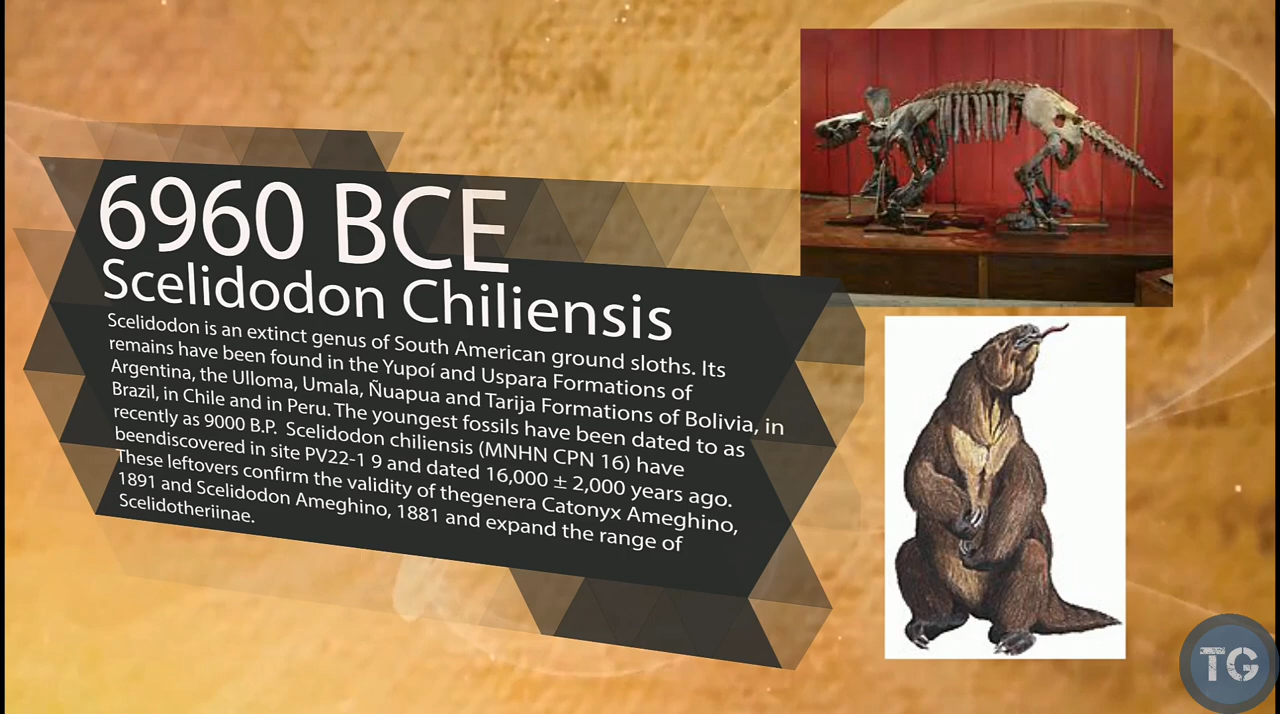 6960 BCE
Scelidodon Chiliensis
Scelidodon is an extinct genus of South American ground sloths. Its
remains have been found in the Yupoí and Uspara Formations of
Argentina, the Ulloma, Umala, Ñuapua and Tarija Formations of Bolivia, in
Brazil, in Chile and in Peru. The youngest fossils have been dated to as
recently as 9000 B.P. Scelidodon chiliensis (MNHN CPN 16) have
beendiscovered in site PV22-1 9 and dated 16,000 ± 2,000 years ago.
These leftovers confirm the validity of thegenera Catonyx Ameghino,
1891 and Scelidodon Ameghino, 1881 and expand the range of
Scelidotheriinae.
TG